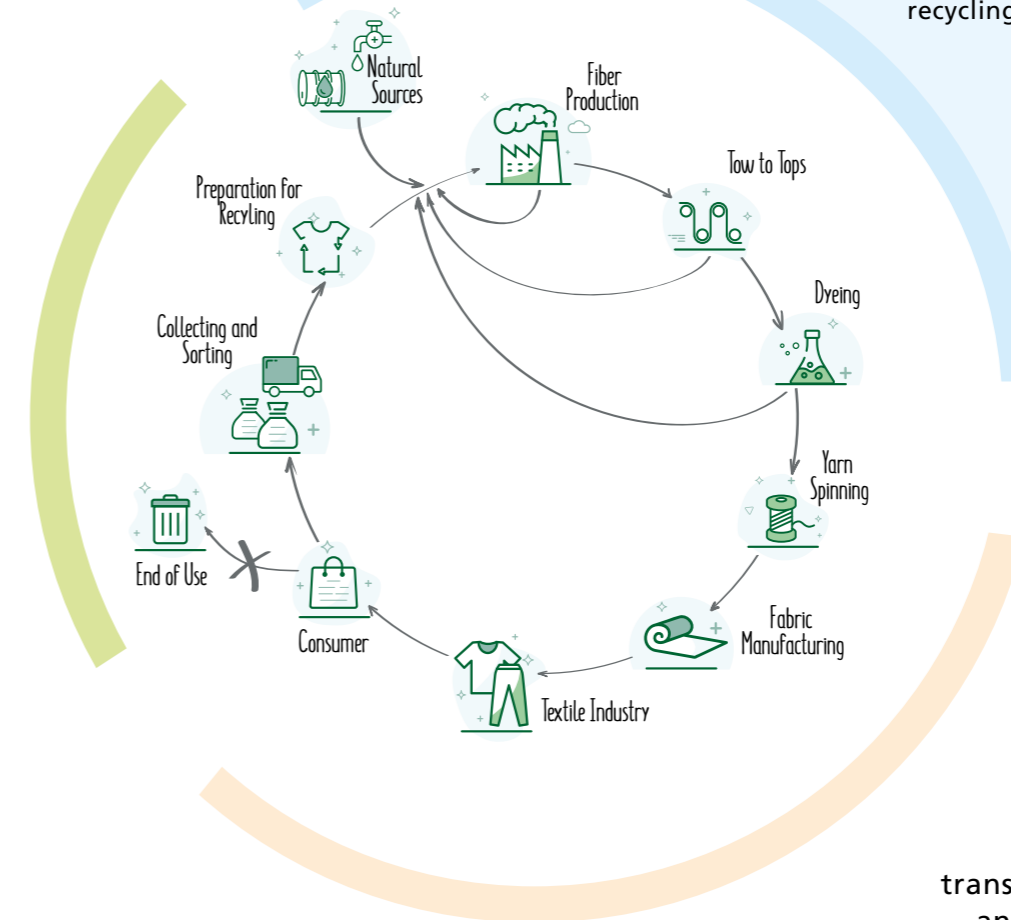 recycling
Natural
Sources
Fiber
Production
Tow to Tops
Preparation for
Recyling
Dyeing
Collecting and
Sorting
Yarn
Spinning
End of Use
Fabric
Manufacturing
Consumer
Textile Industry
trans
an